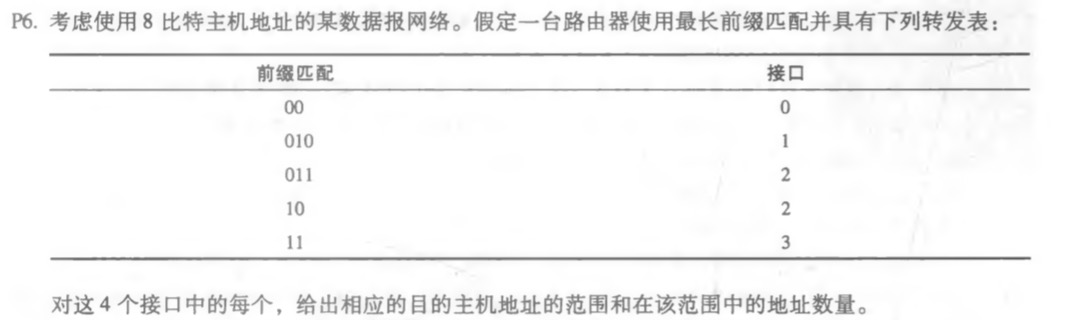 P6. 考虑使用8比特主机地址的某数据报网络。假定一台路由器使用最长前缀匹配并具有下列转发表：
前缀匹配 接口
00 0
010 1
011 2
10 2
11 3
对这4个接口中的每个，给出相应的目的主机地址的范围和在该范围中的地址数量。